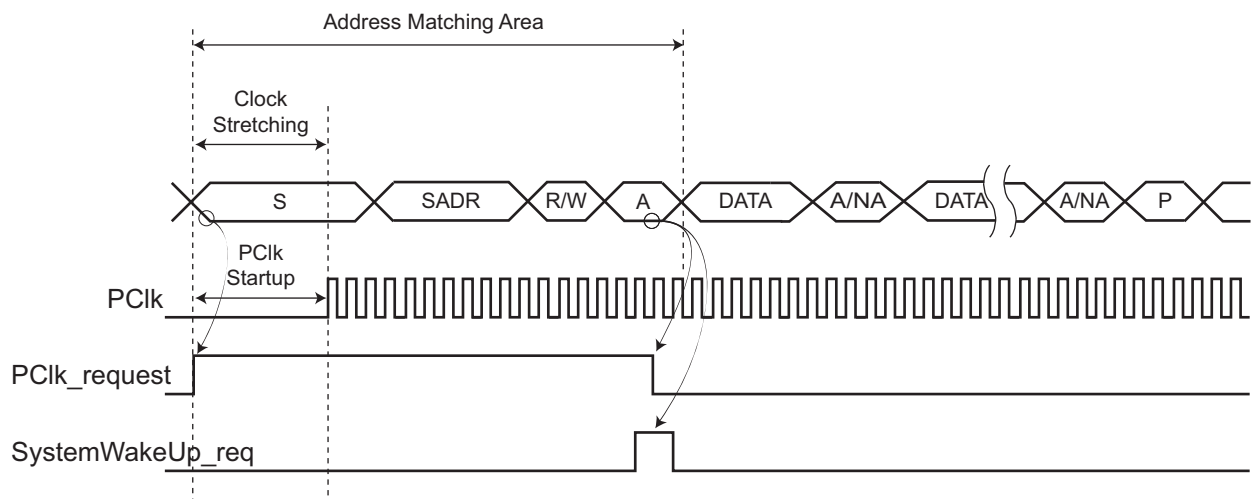 Address Matching Area
Clock
Stretching
S SADR R/W A DATA A/NA DATA A/NA P
PClk
Startup
PClk
PClk_request
SystemWakeUp_req